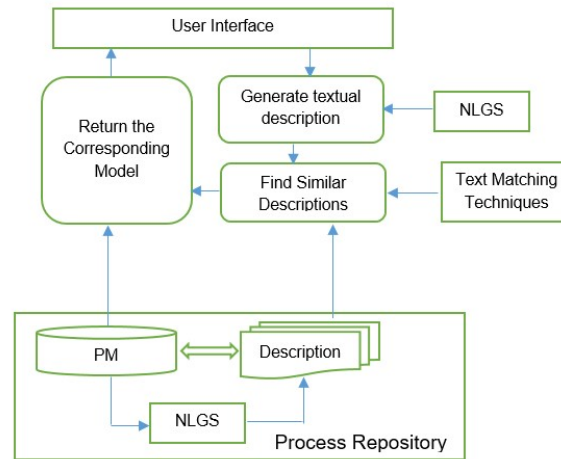 User Interface
Generate textual
description
NLGS
Return the
Corresponding
Model
Find Similar
Descriptions
Text Matching
Techniques
PM
Description
NLGS
Process Repository